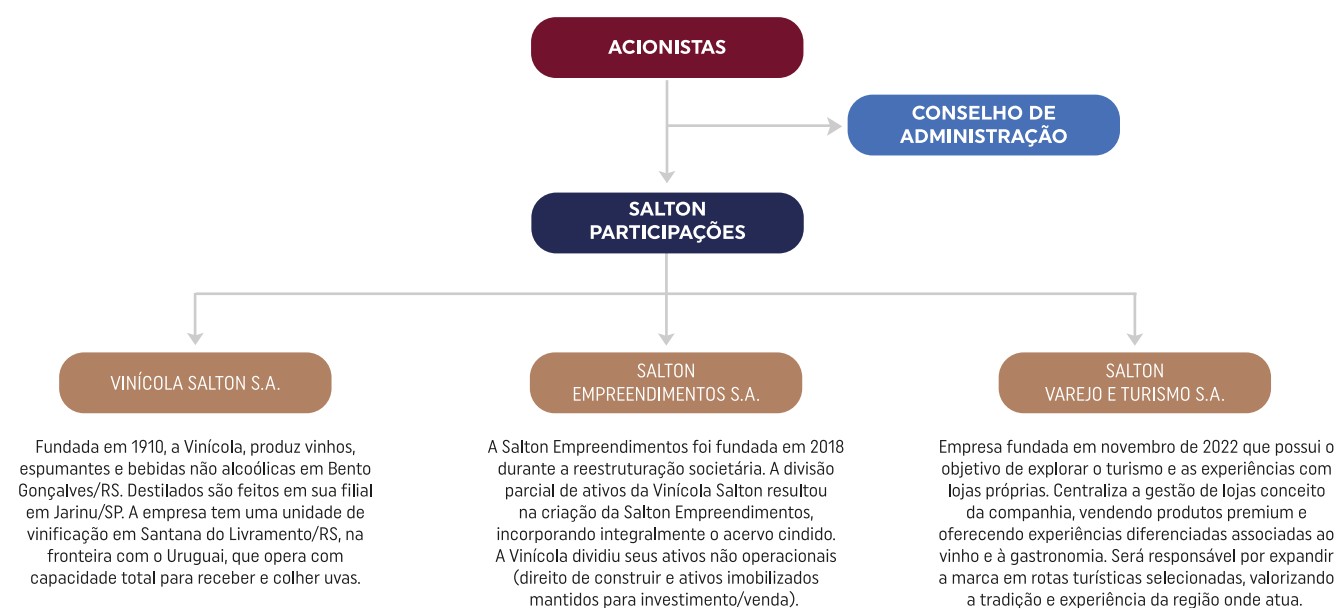 ACIONISTAS
CONSELHO DE
ADMINISTRAÇÃO
SALTON
PARTICIPAÇÕES
VINÍCOLA SALTON S.A.
Fundada em 1910, a Vinícola, produz vinhos,
espumantes e bebidas não alcoólicas em Bento
Gonçalves/RS. Destilados são feitos em sua filial
em Jarinu/SP. A empresa tem uma unidade de
vinificação em Santana do Livramento/RS, na
fronteira com o Uruguai, que opera com
capacidade total para receber e colher uvas.
SALTON
EMPREENDIMENTOS S.A.
A Salton Empreendimentos foi fundada em 2018
durante a reestruturação societária. A divisão
parcial de ativos da Vinícola Salton resultou
na criação da Salton Empreendimentos,
incorporando integralmente o acervo cindido.
A Vinícola dividiu seus ativos não operacionais
(direito de construir e ativos imobilizados
mantidos para investimento/venda).
SALTON
VAREJO E TURISMO S.A.
Empresa fundada em novembro de 2022 que possui o
objetivo de explorar o turismo e as experiências com
lojas próprias. Centraliza a gestão de lojas conceito
da companhia, vendendo produtos premium e
oferecendo experiências diferenciadas associadas ao
vinho e à gastronomia. Será responsável por expandir
a marca em rotas turísticas selecionadas, valorizando
a tradição e experiência da região onde atua.